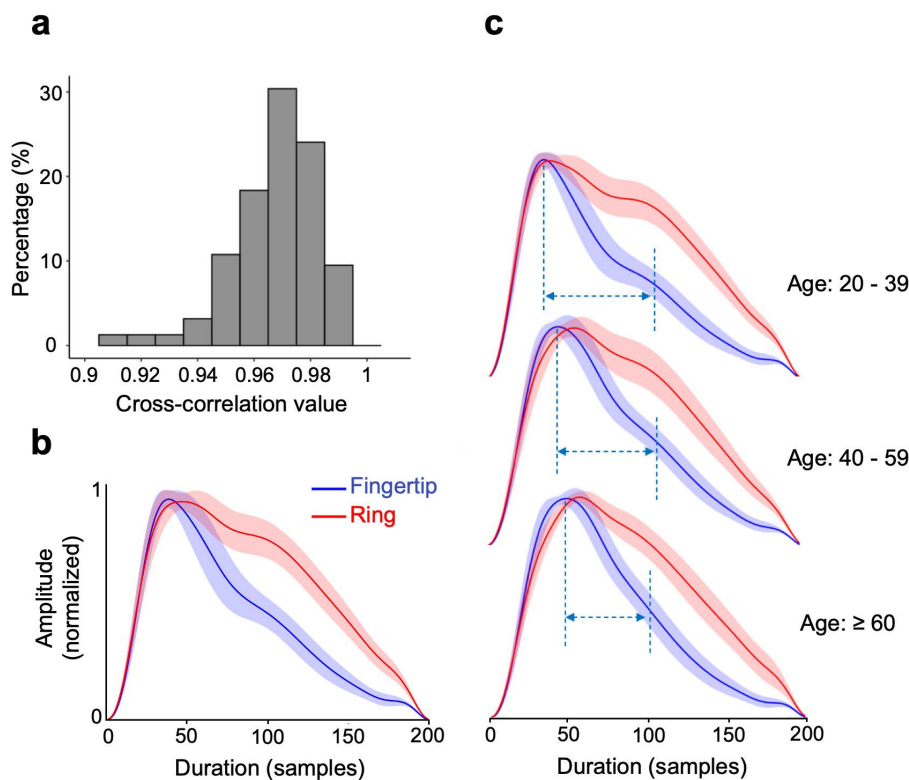 a
Percentage (%)
30
20
10
0
0.9 0.92 0.94 0.96 0.98 1
Cross-correlation value
b
Amplitude
(normalized)
1
0
Fingertip
Ring
0 50 100 150 200
Duration (samples)
c
Age: 20 - 39
Age: 40 - 59
Age: ≥ 60
0 50 100 150 200
Duration (samples)